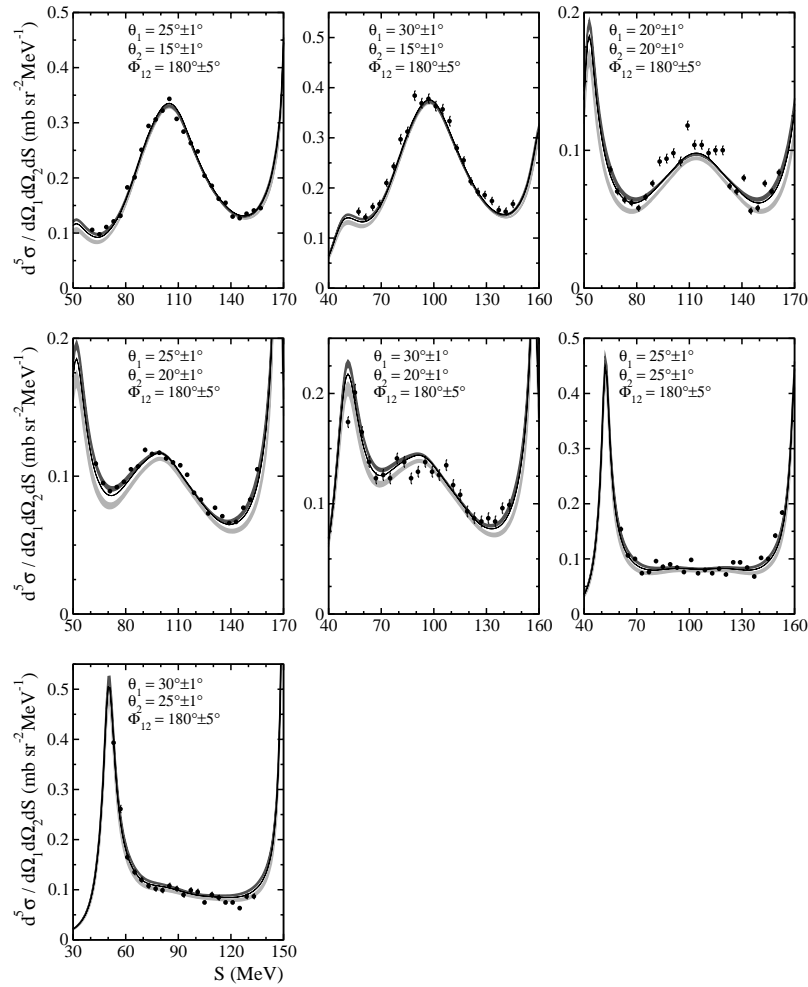 d⁵σ / dΩ₁dΩ₂dS (mb sr⁻²MeV⁻¹)
θ₁ = 25°±1°
θ₂ = 15°±1°
Φ₁₂ = 180°±5°
0.5
0.4
0.3
0.2
0.1
0
50 80 110 140 170
θ₁ = 30°±1°
θ₂ = 15°±1°
Φ₁₂ = 180°±5°
0.5
0.4
0.3
0.2
0.1
0
40 70 100 130 160
θ₁ = 20°±1°
θ₂ = 20°±1°
Φ₁₂ = 180°±5°
0.2
0.1
0
50 80 110 140 170
d⁵σ / dΩ₁dΩ₂dS (mb sr⁻²MeV⁻¹)
θ₁ = 25°±1°
θ₂ = 20°±1°
Φ₁₂ = 180°±5°
0.2
0.1
0
50 80 110 140 170
θ₁ = 30°±1°
θ₂ = 20°±1°
Φ₁₂ = 180°±5°
0.2
0.1
0
40 70 100 130 160
θ₁ = 25°±1°
θ₂ = 25°±1°
Φ₁₂ = 180°±5°
0.5
0.4
0.3
0.2
0.1
0
40 70 100 130 160
d⁵σ / dΩ₁dΩ₂dS (mb sr⁻²MeV⁻¹)
θ₁ = 30°±1°
θ₂ = 25°±1°
Φ₁₂ = 180°±5°
0.5
0.4
0.3
0.2
0.1
0
30 60 90 120 150
S (MeV)